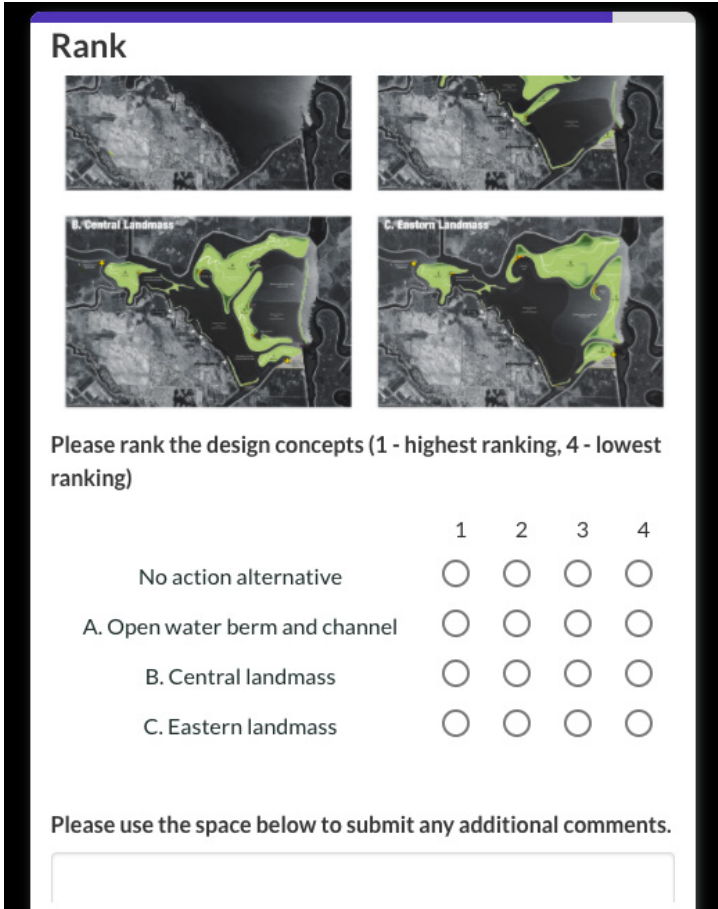 Rank
B. Central Landmass
C. Eastern Landmass
Please rank the design concepts (1 - highest ranking, 4 - lowest
ranking)
1 2 3 4
No action alternative
A. Open water berm and channel
B. Central landmass
C. Eastern landmass
Please use the space below to submit any additional comments.